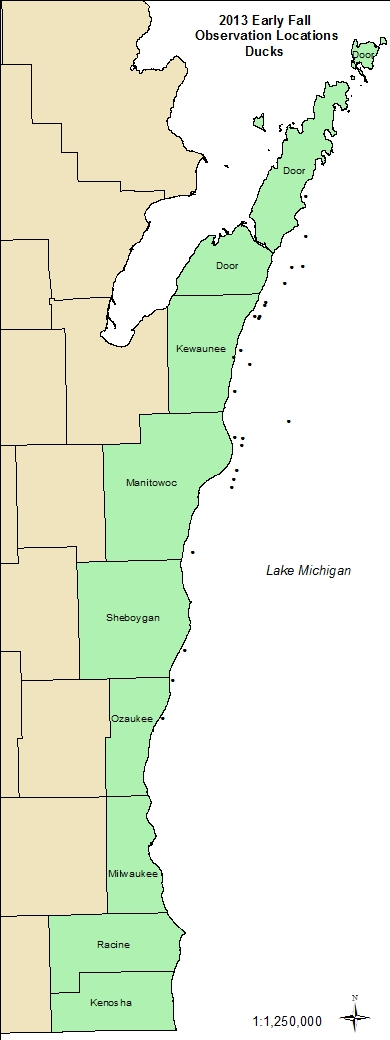 2013 Early Fall
Observation Locations
Ducks
Door
Door
Door
Kewaunee
Manitowoc
Lake Michigan
Sheboygan
Ozaukee
Milwaukee
Racine
Kenosha
N
1:1,250,000